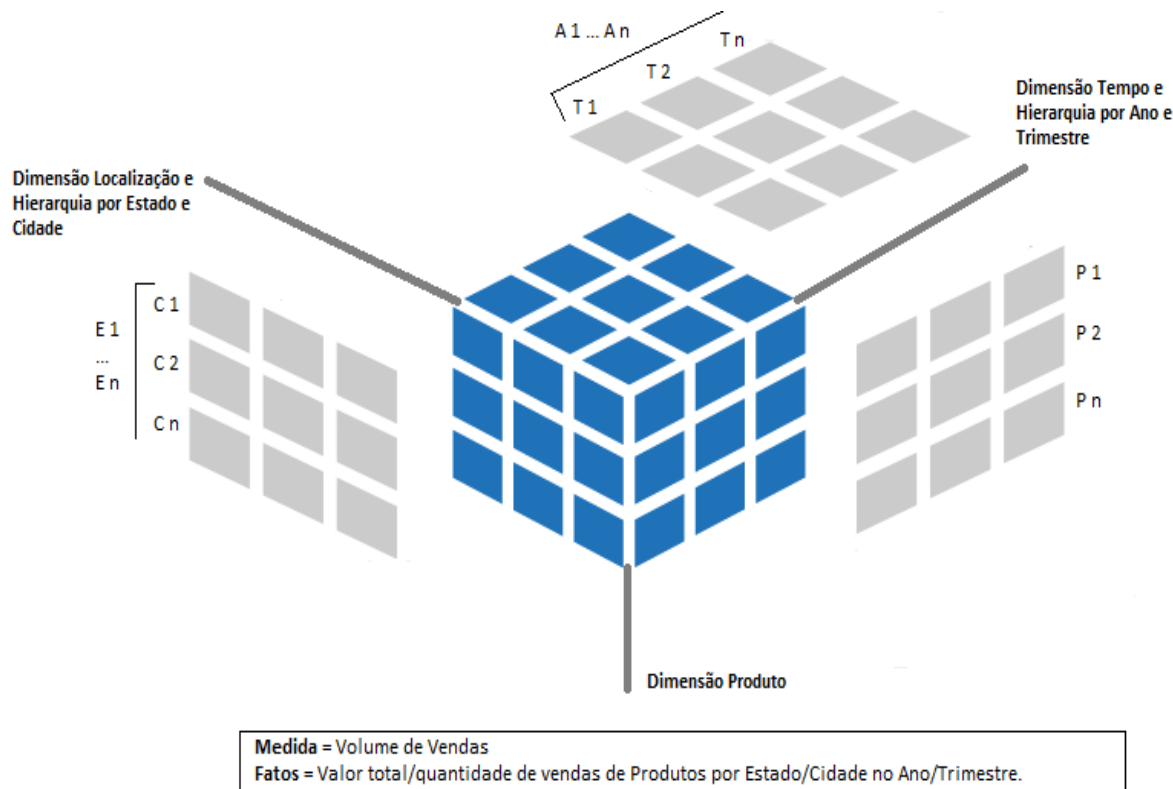 A 1 ... A n
T n
T 2
T 1
Dimensão Tempo e
Hierarquia por Ano e
Trimestre
Dimensão Localização e
Hierarquia por Estado e
Cidade
C 1
E 1
...
C 2
E n
C n
P 1
P 2
P n
Dimensão Produto
Medida = Volume de Vendas
Fatos = Valor total/quantidade de vendas de Produtos por Estado/Cidade no Ano/Trimestre.